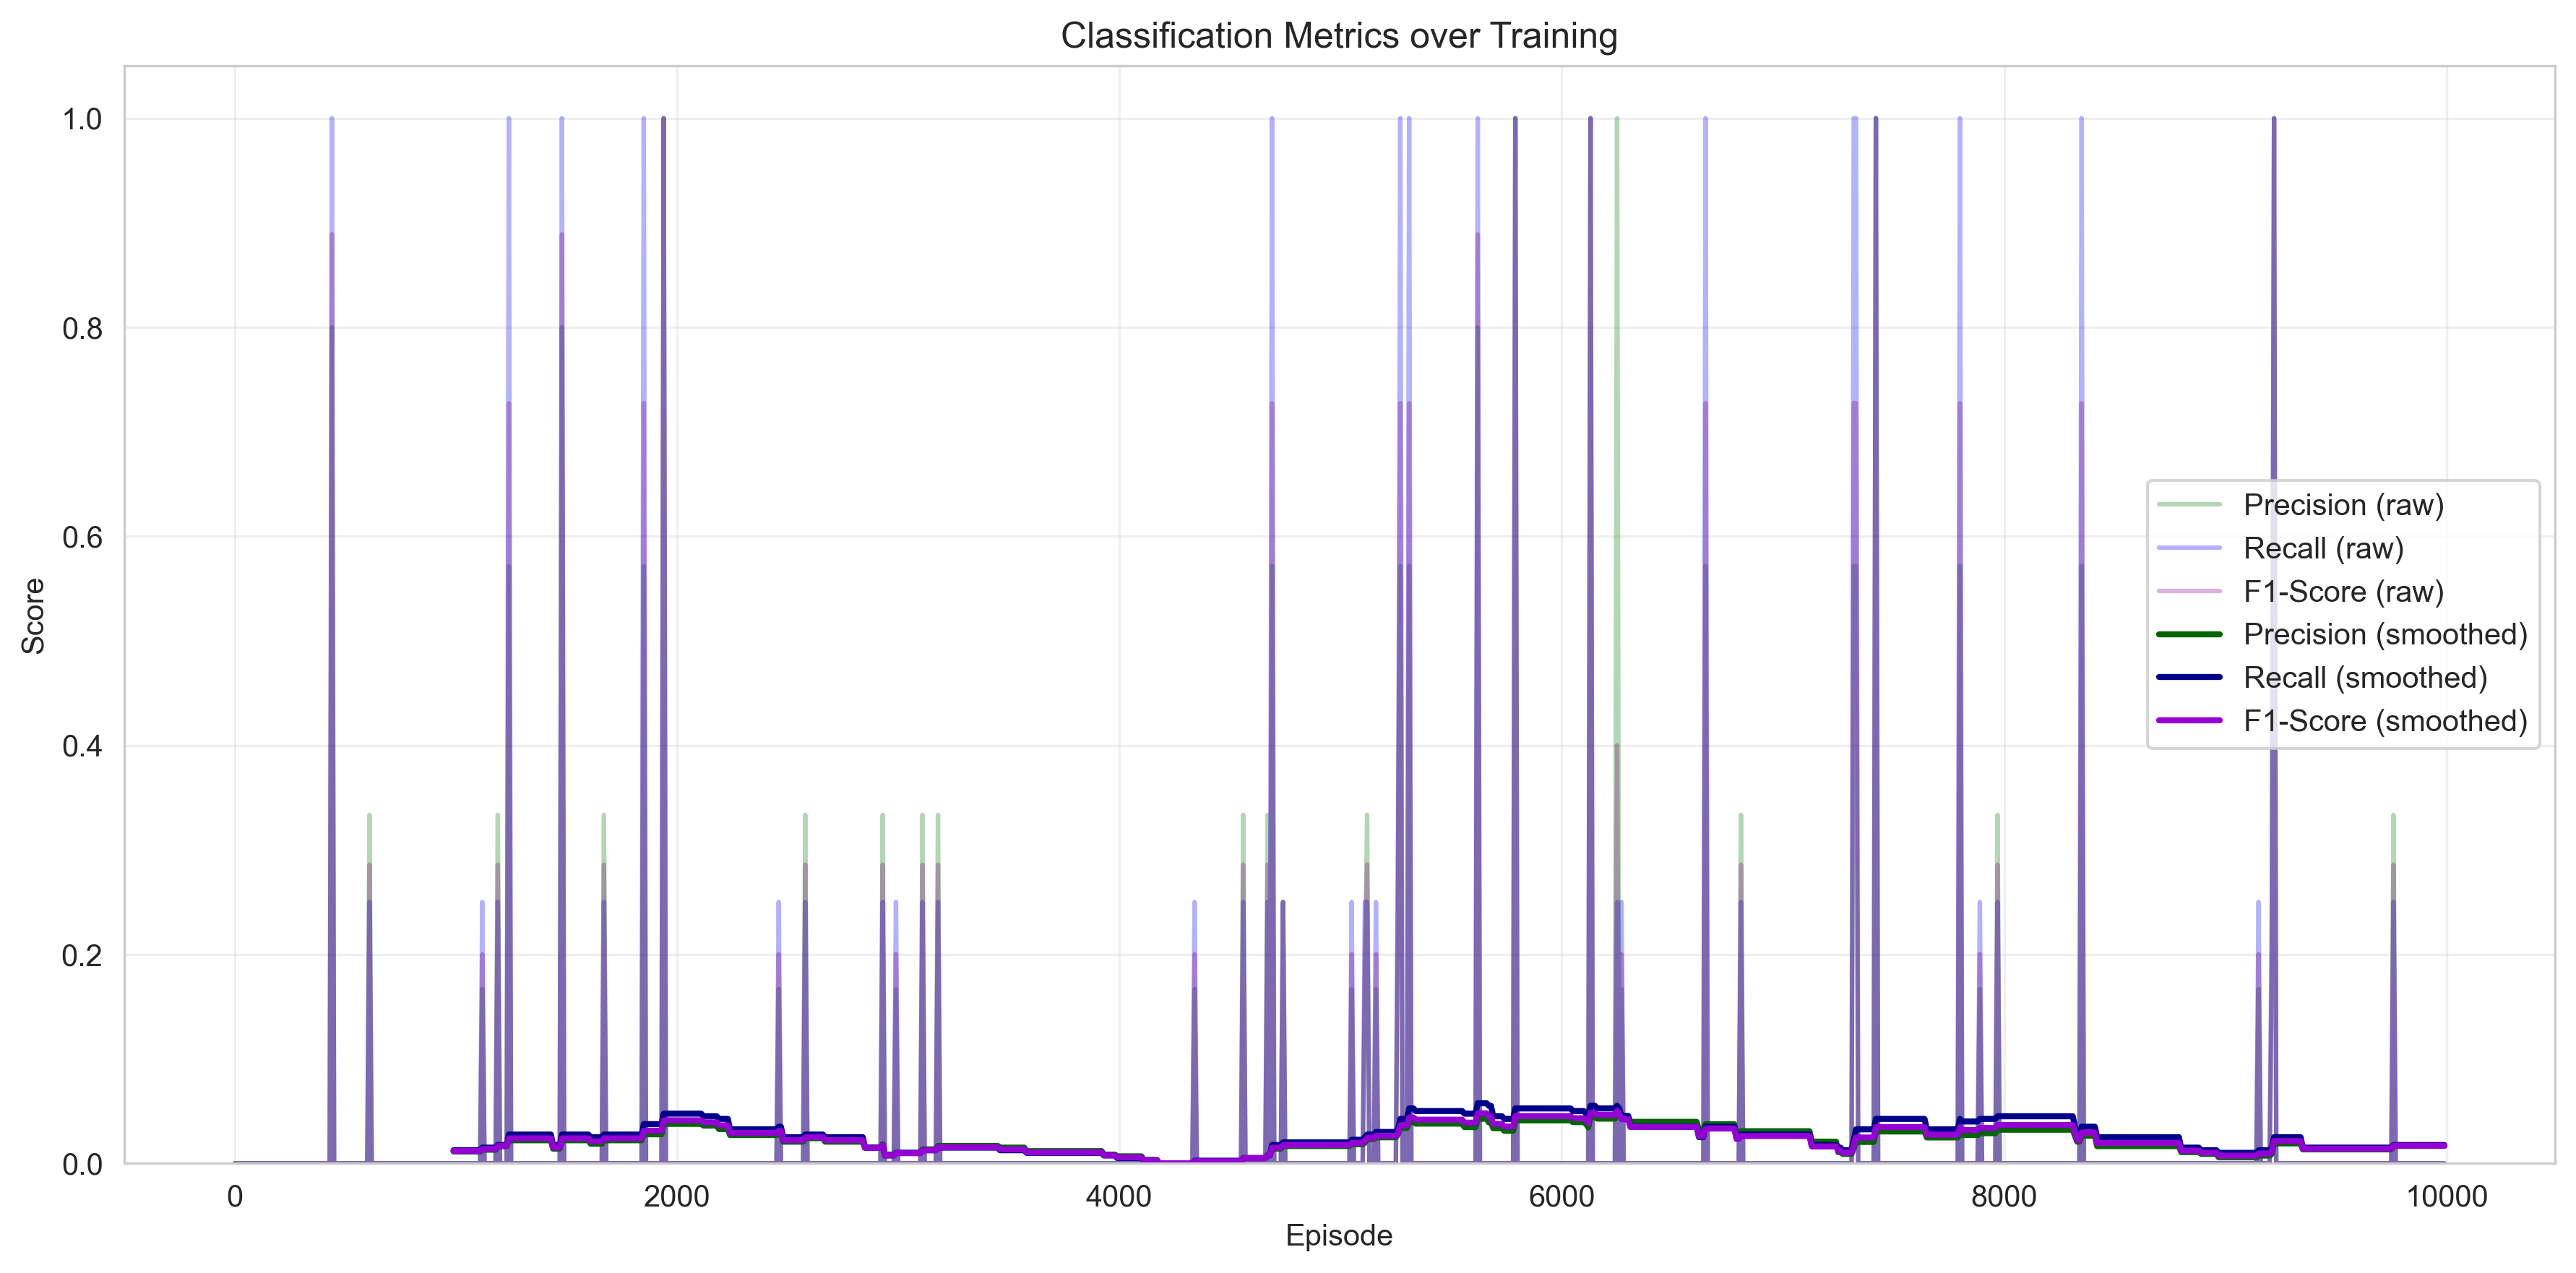 Classification Metrics over Training
1.0
0.8
0.6
0.4
0.2
0.0
Score
Precision (raw)
Recall (raw)
F1-Score (raw)
Precision (smoothed)
Recall (smoothed)
F1-Score (smoothed)
0 2000 4000 6000 8000 10000
Episode